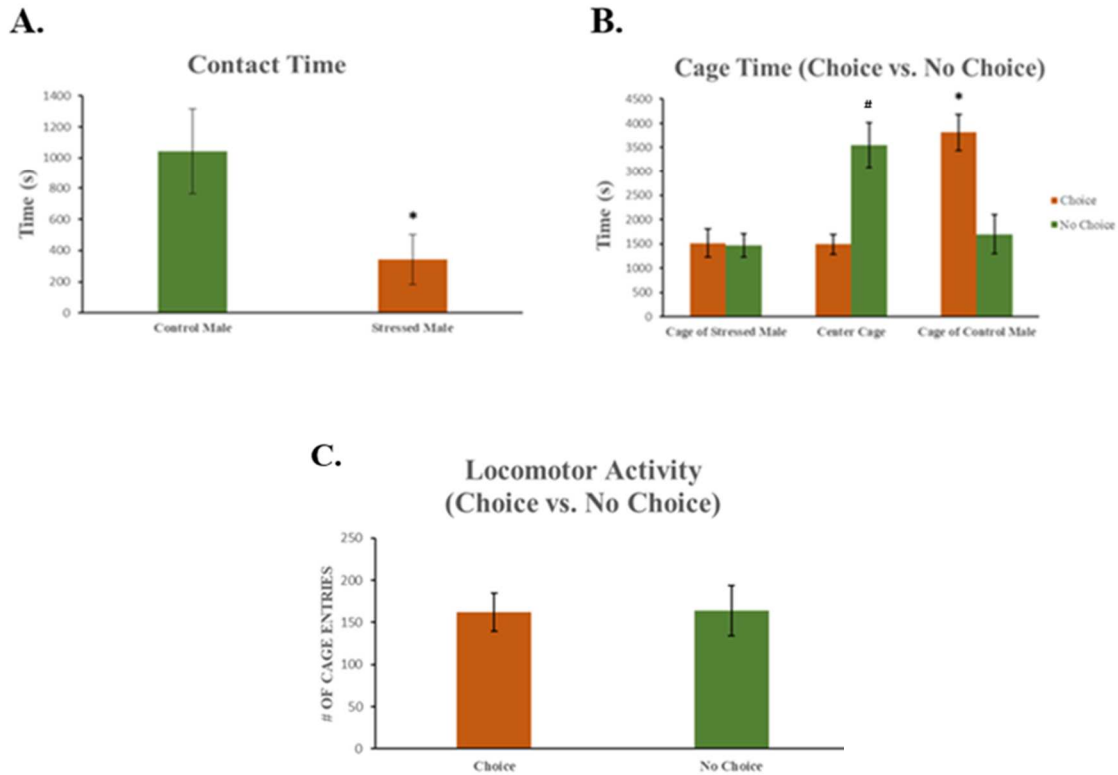 A.
Contact Time
1400
1200
1000
800
600
400
200
0
Time (s)
*
Control Male
Stressed Male
B.
Cage Time (Choice vs. No Choice)
4500
4000
3500
3000
2500
2000
1500
1000
500
0
Time (s)
#
*
Choice
No Choice
Cage of Stressed Male
Center Cage
Cage of Control Male
C.
Locomotor Activity
(Choice vs. No Choice)
250
200
150
100
50
0
# OF CAGE ENTRIES
Choice
No Choice